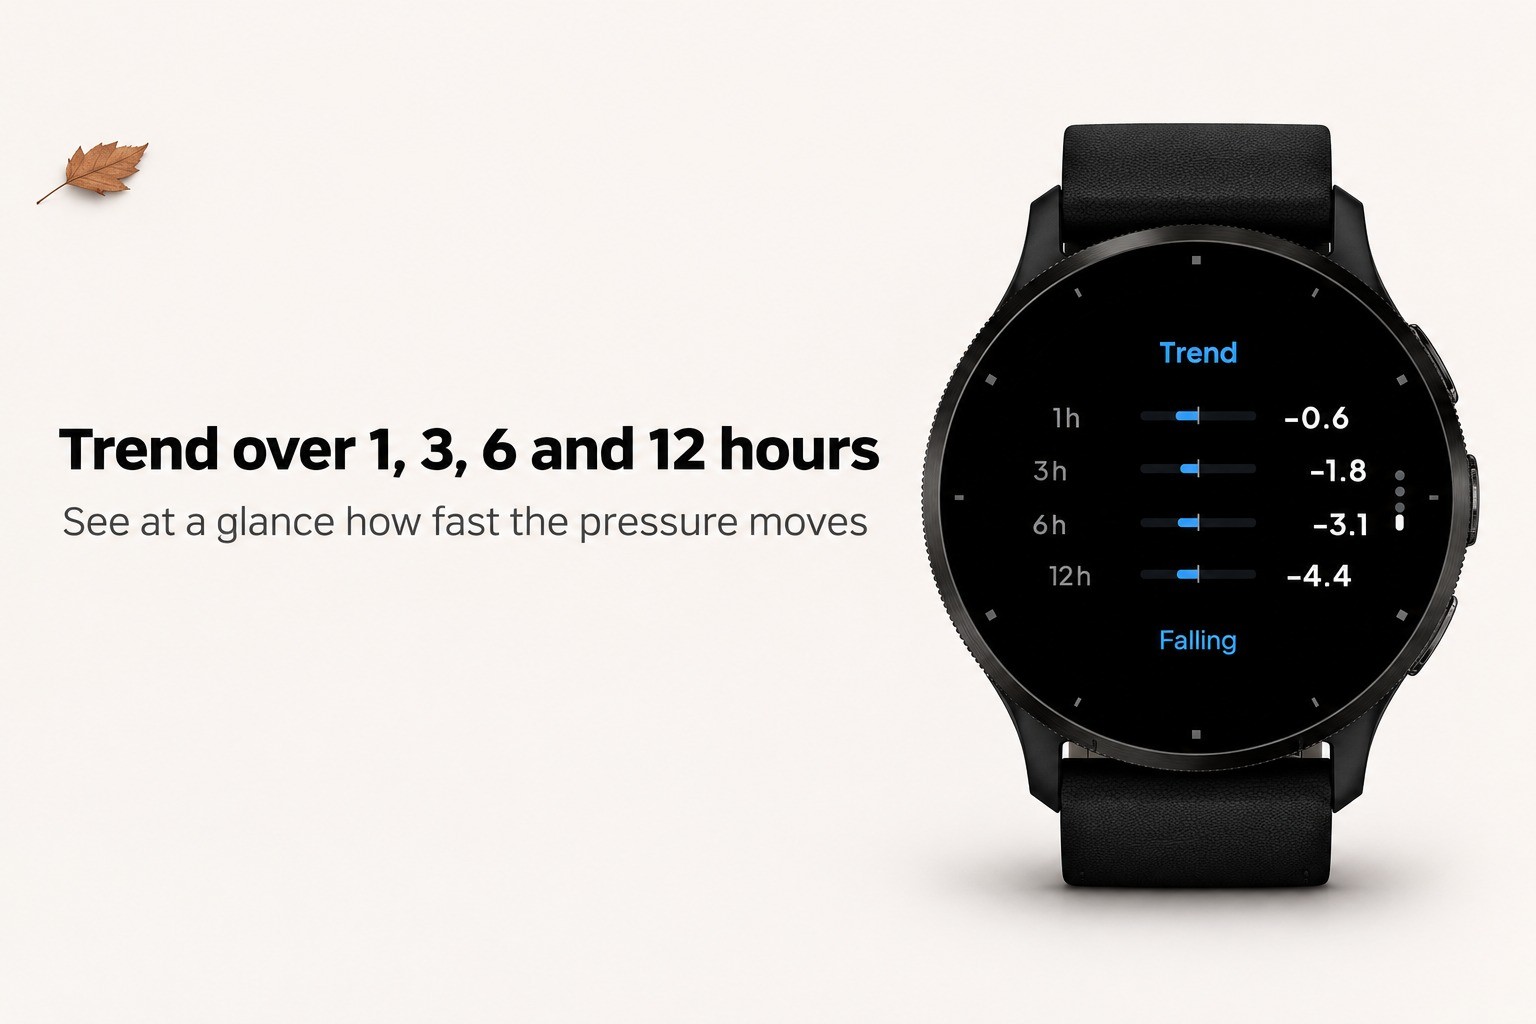 Trend over 1, 3, 6 and 12 hours
See at a glance how fast the pressure moves
Trend
1h -0.6
3h -1.8
6h -3.1
12h -4.4
Falling